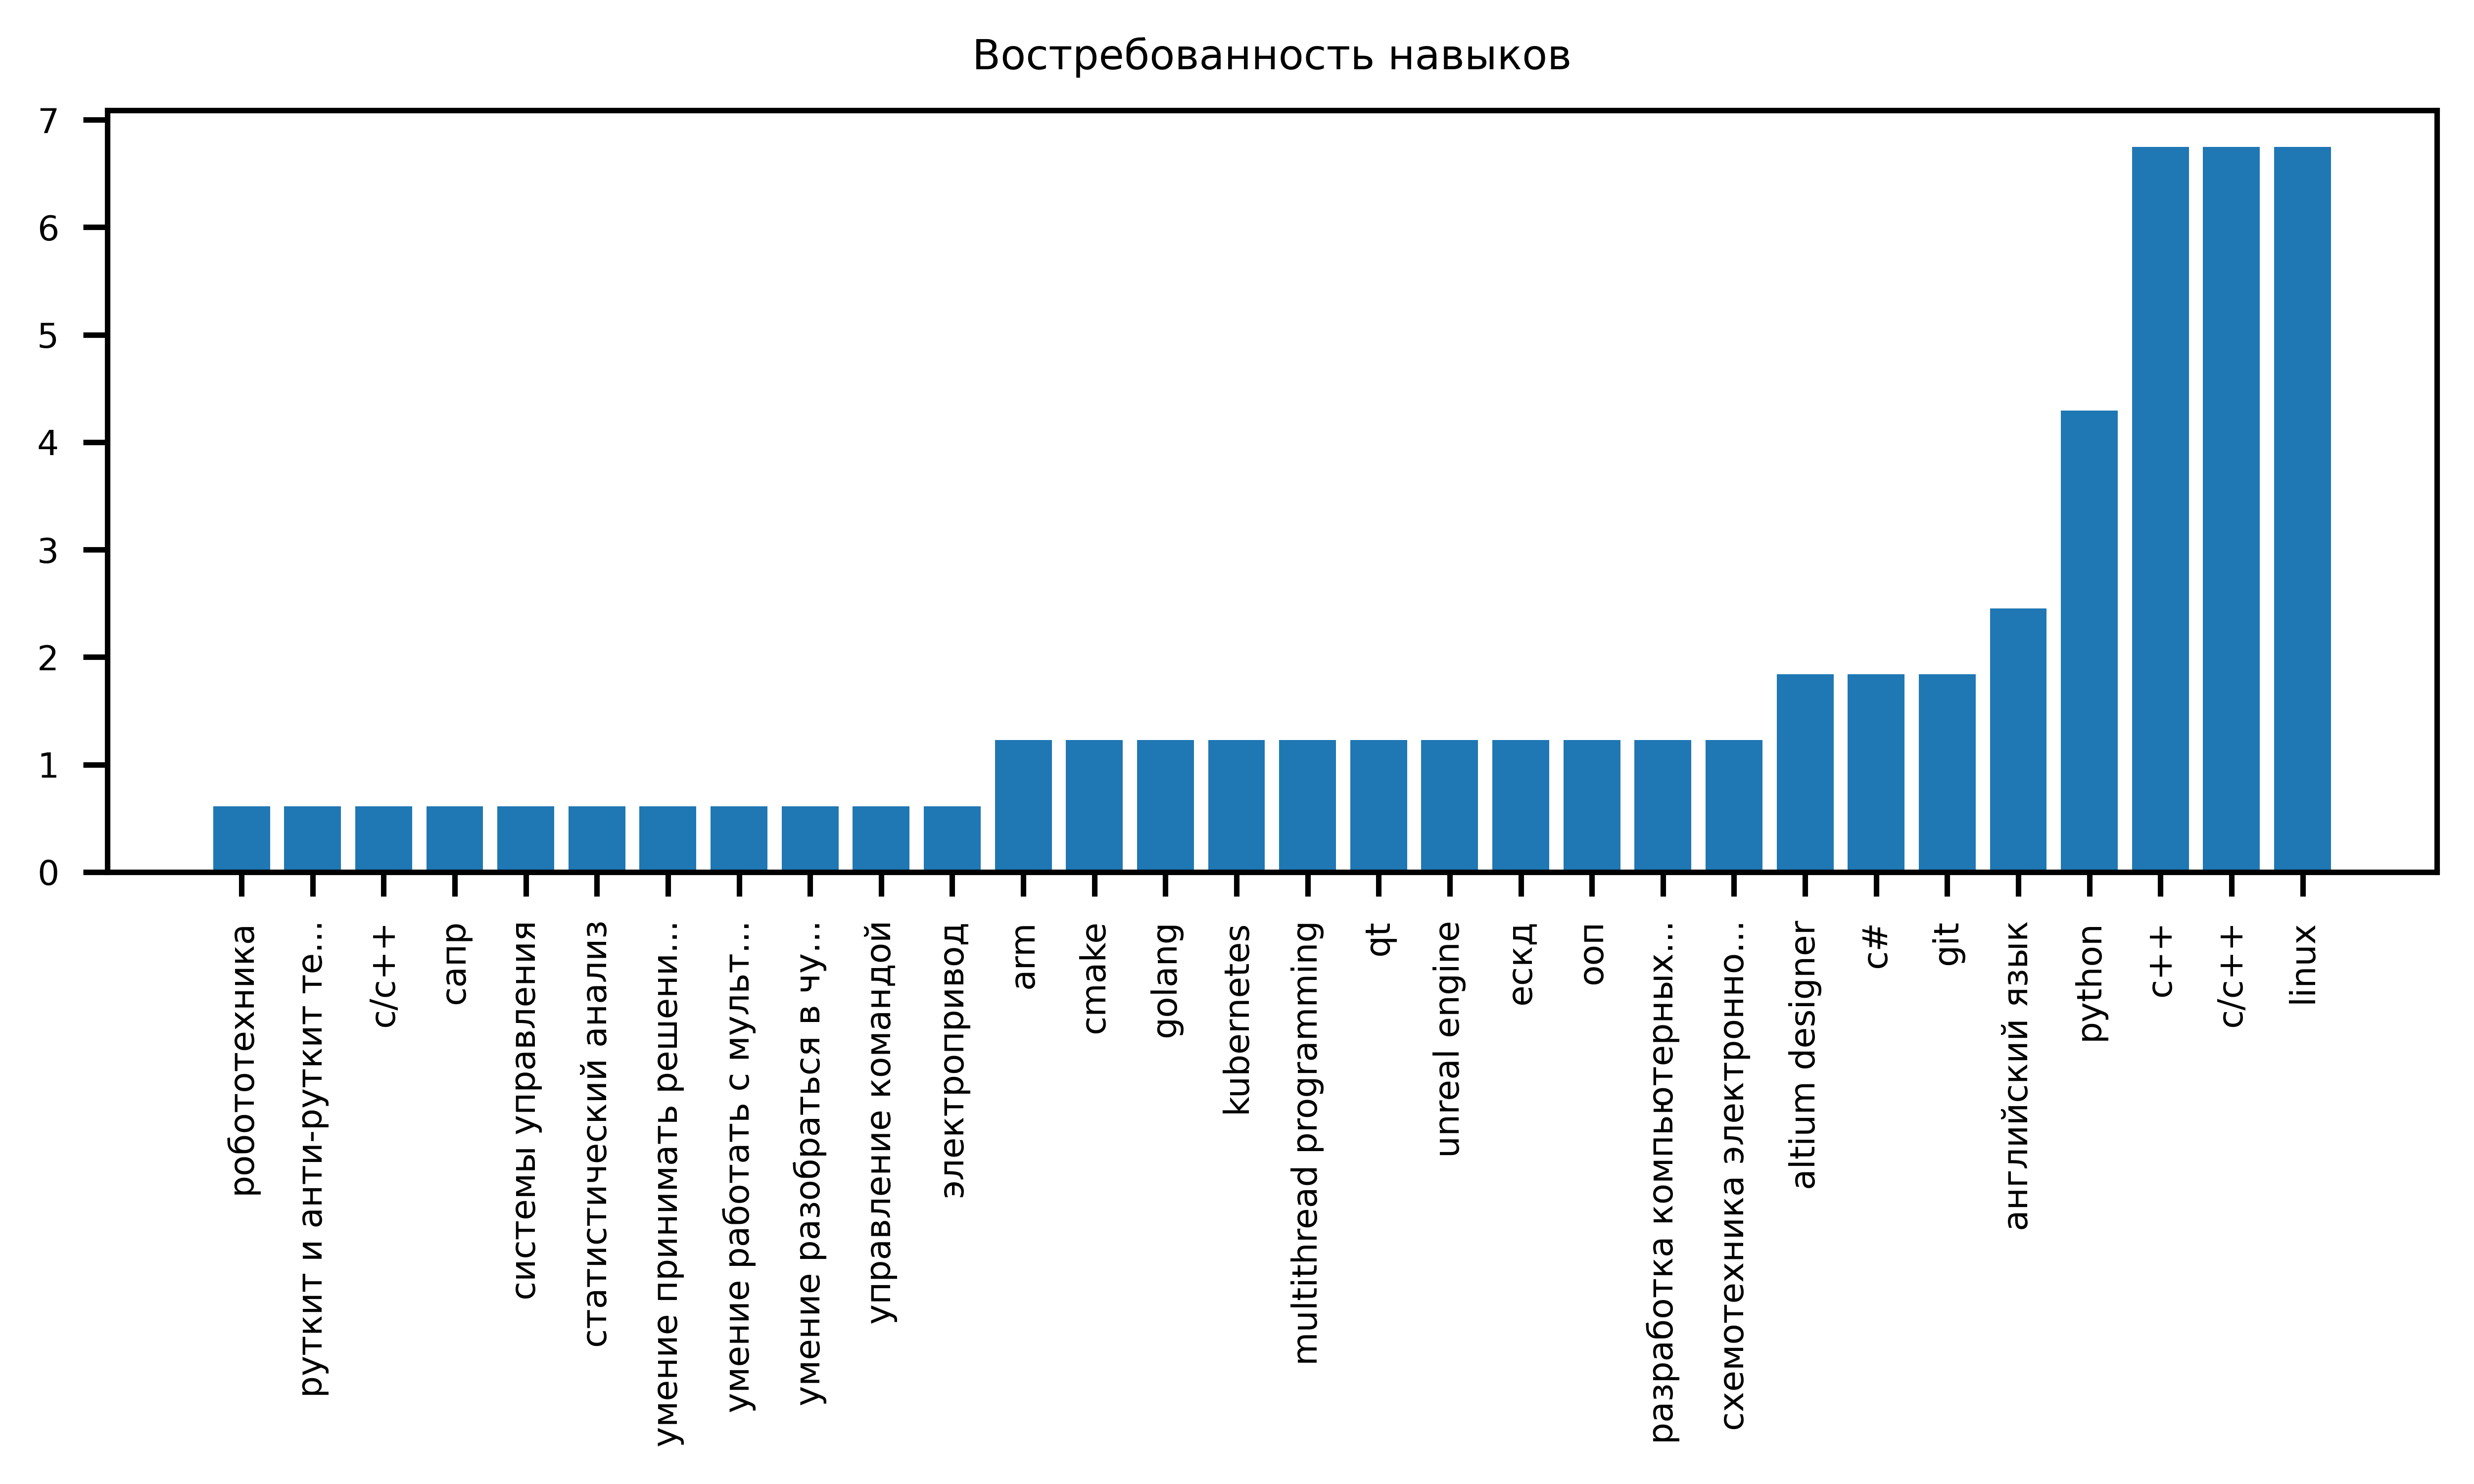 Востребованность навыков
7
6
5
4
3
2
1
0
робототехника
руткит и анти-руткит те...
с/с++
сапр
системы управления
статистический анализ
умение принимать решени...
умение работать с мульт...
умение разобраться в чу...
управление командой
электропривод
arm
cmake
golang
kubernetes
multithread programming
qt
unreal engine
ескд
ооп
разработка компьютерных...
схемотехника электронно...
altium designer
c#
git
английский язык
python
c++
c/c++
linux